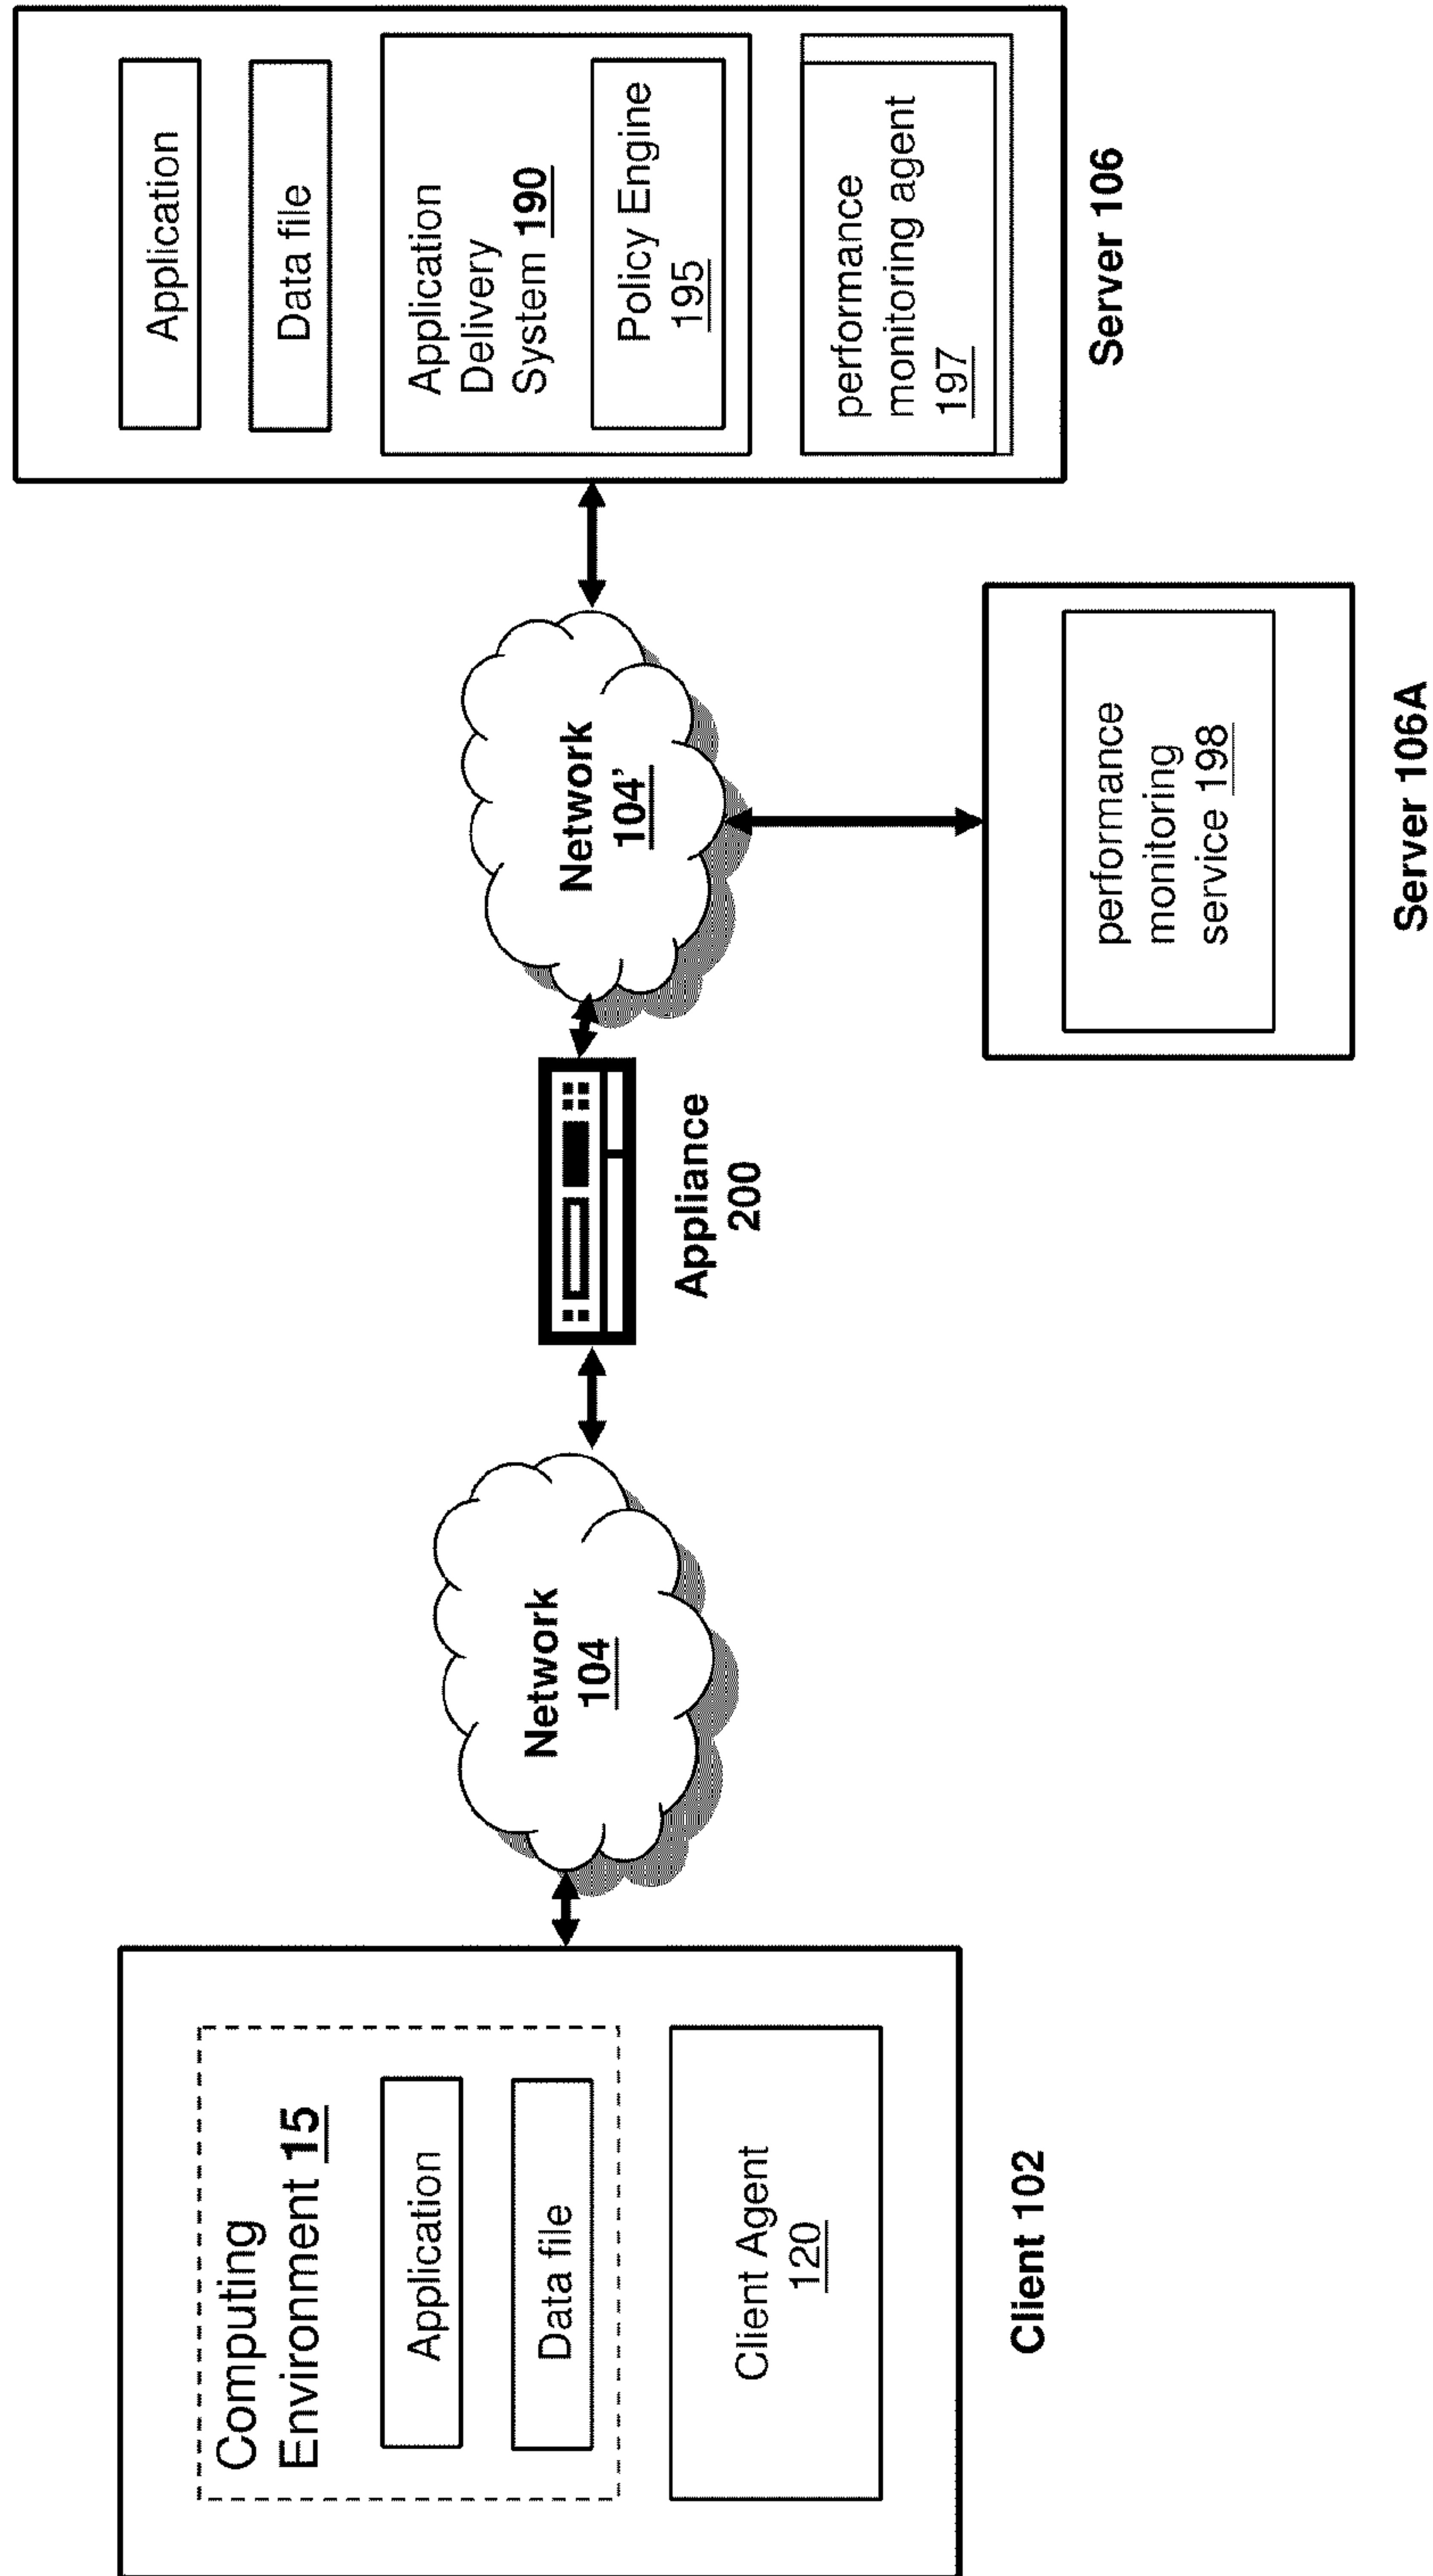 Computing
Environment 15
Application
Data file
Client Agent
120
Client 102
Network
104
Appliance
200
Network
104’
performance
monitoring
service 198
Server 106A
Application
Data file
Application
Delivery
System 190
Policy Engine
195
performance
monitoring agent
197
Server 106